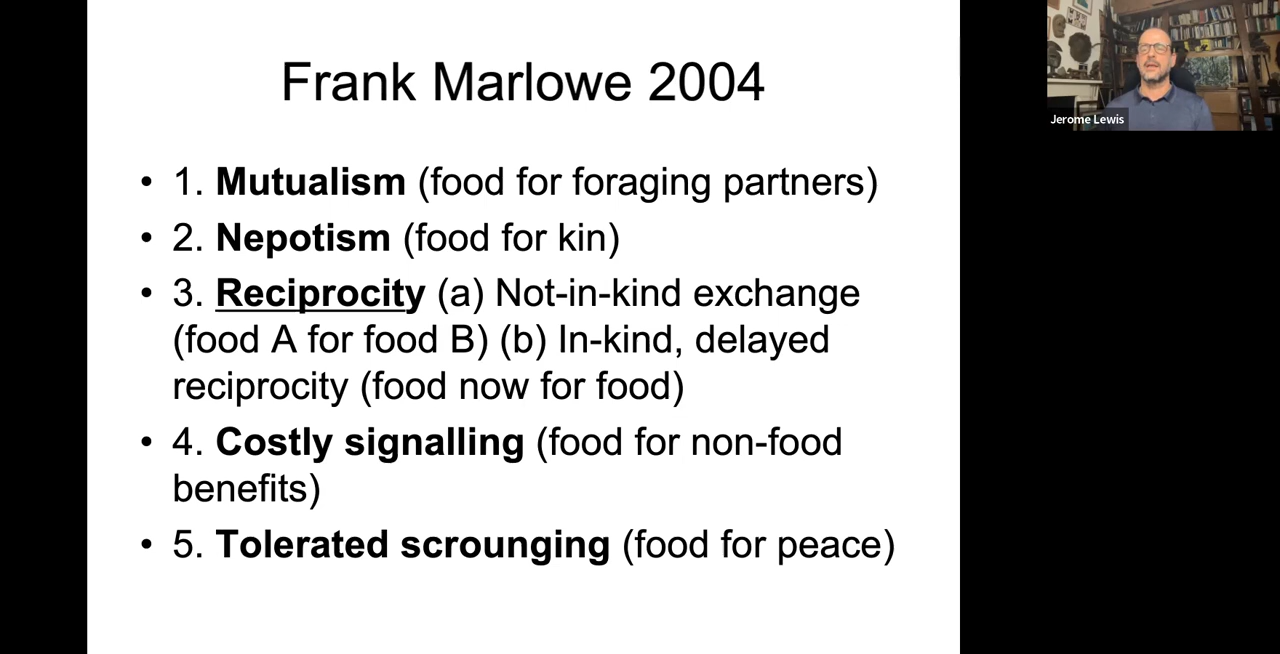 Frank Marlowe 2004
• 1. Mutualism (food for foraging partners)
• 2. Nepotism (food for kin)
• 3. Reciprocity (a) Not-in-kind exchange
(food A for food B) (b) In-kind, delayed
reciprocity (food now for food)
• 4. Costly signalling (food for non-food
benefits)
• 5. Tolerated scrounging (food for peace)
Jerome Lewis